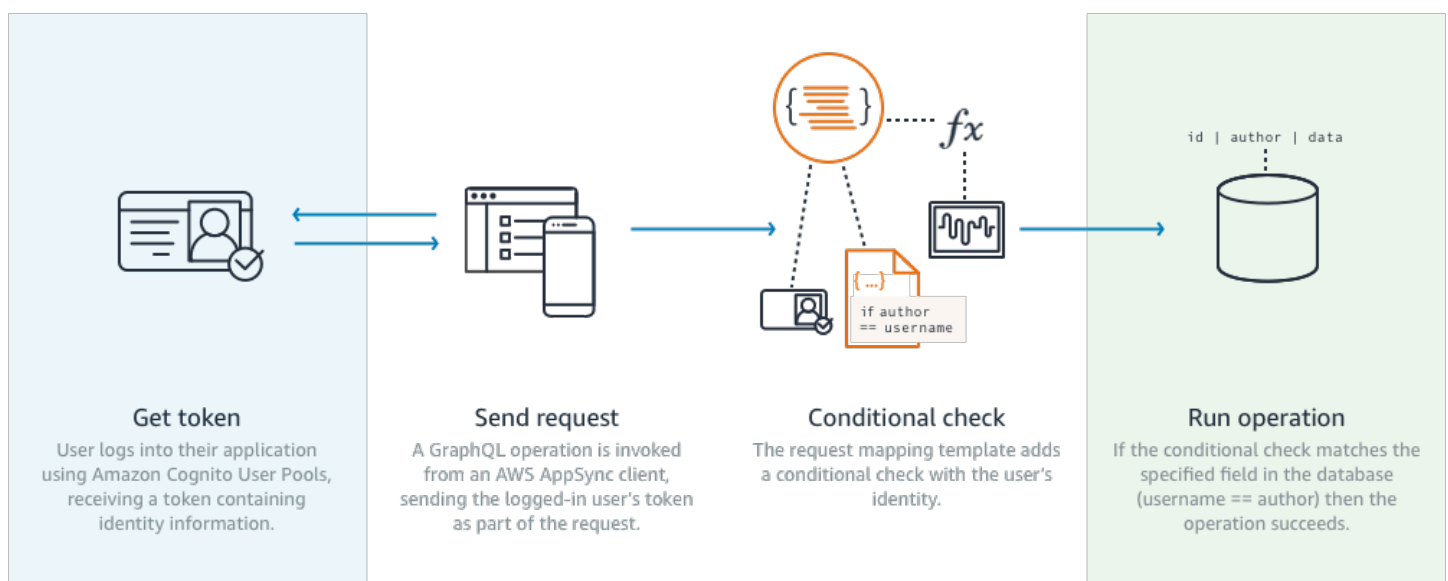 id | author | data
{ }
fx
{ ... }
if author
== username
Get token
User logs into their application
using Amazon Cognito User Pools,
receiving a token containing
identity information.
Send request
A GraphQL operation is invoked
from an AWS AppSync client,
sending the logged-in user's token
as part of the request.
Conditional check
The request mapping template adds
a conditional check with the user's
identity.
Run operation
If the conditional check matches the
specified field in the database
(username == author) then the
operation succeeds.